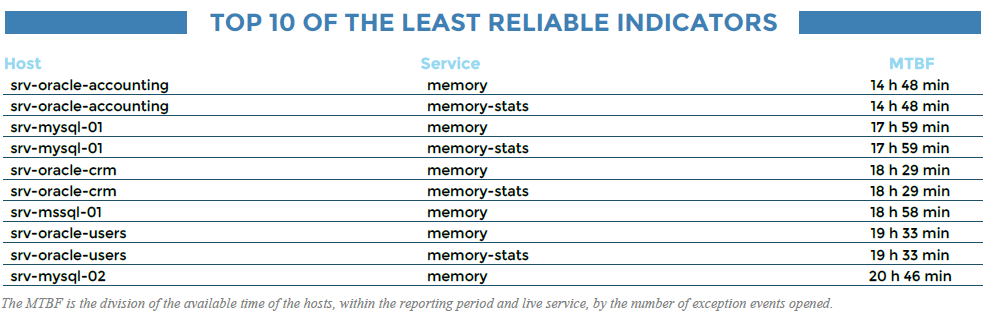 TOP 10 OF THE LEAST RELIABLE INDICATORS
Host Service MTBF
srv-oracle-accounting memory 14 h 48 min
srv-oracle-accounting memory-stats 14 h 48 min
srv-mysql-01 memory 17 h 59 min
srv-mysql-01 memory-stats 17 h 59 min
srv-oracle-crm memory 18 h 29 min
srv-oracle-crm memory-stats 18 h 29 min
srv-mssql-01 memory 18 h 58 min
srv-oracle-users memory 19 h 33 min
srv-oracle-users memory-stats 19 h 33 min
srv-mysql-02 memory 20 h 46 min
The MTBF is the division of the available time of the hosts, within the reporting period and live service, by the number of exception events opened.